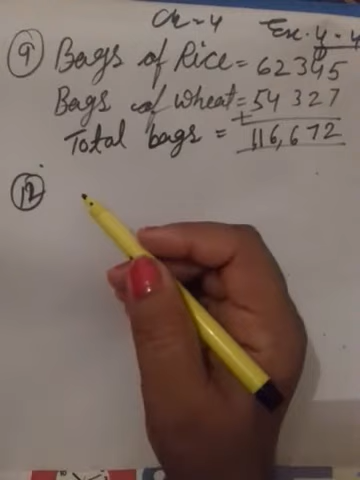 Ch - 4
Ex. 4 - 4
9 Bags of Rice = 62345
Bags of wheat = 54327
+
Total bags = 116,672
12